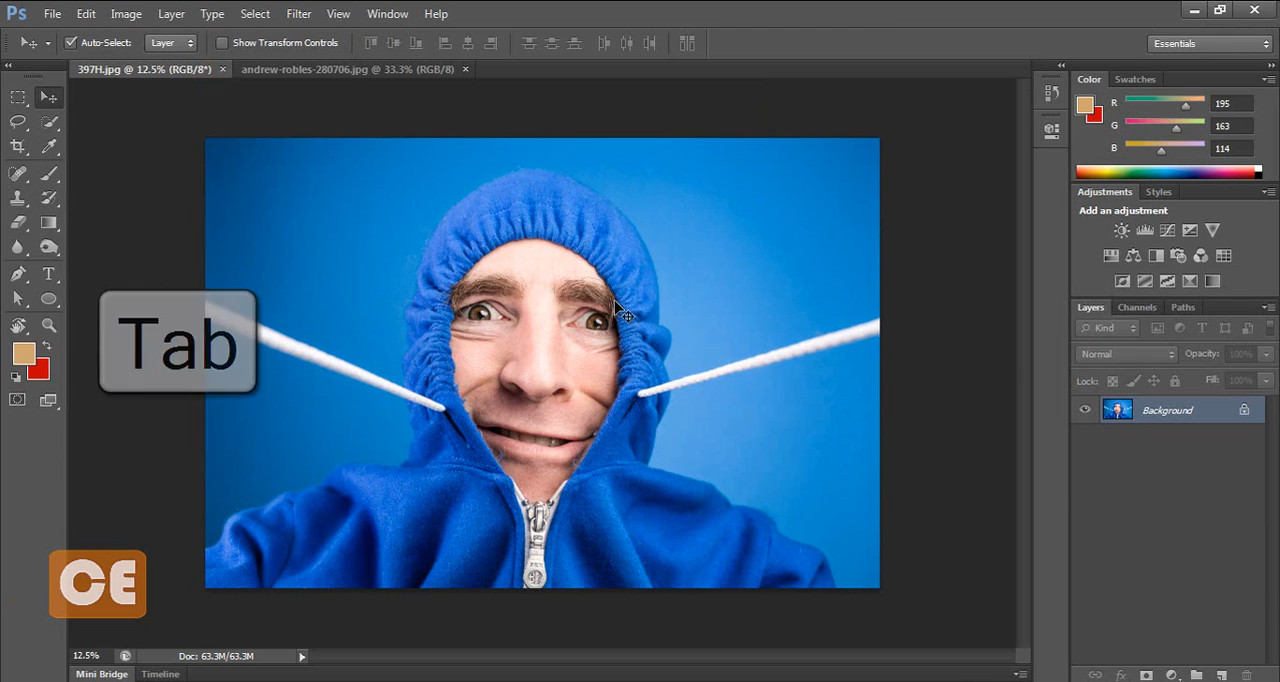 Ps File Edit Image Layer Type Select Filter View Window Help
Auto-Select: Layer Show Transform Controls Essentials
397H.jpg @ 12.5% (RGB/8*) × andrew-robles-280706.jpg @ 33.3% (RGB/8) ×
Color Swatches
R 195
G 163
B 114
Adjustments Styles
Add an adjustment
Layers Channels Paths
Kind
Normal Opacity: 100%
Lock: Fill: 100%
Background
Tab
CE
12.5% Doc: 63.3M/63.3M
Mini Bridge Timeline